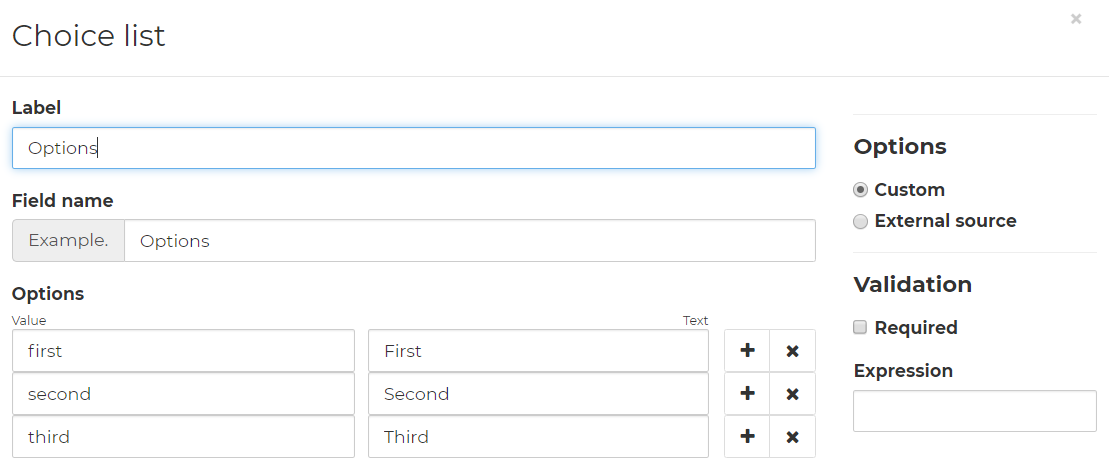 Choice list
Label
Options
Field name
Example. Options
Options
Value Text
first First
second Second
third Third
Options
Custom
External source
Validation
Required
Expression